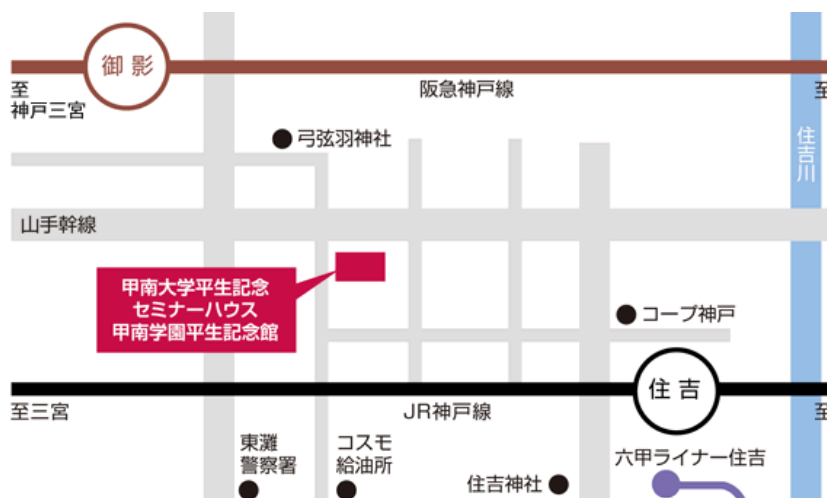 御影
阪急神戸線
至
神戸三宮
至
弓弦羽神社
住吉川
山手幹線
甲南大学平生記念
セミナーハウス
甲南学園平生記念館
コープ神戸
住吉
至三宮
JR神戸線
至
東灘
警察署
コスモ
給油所
住吉神社
六甲ライナー住吉